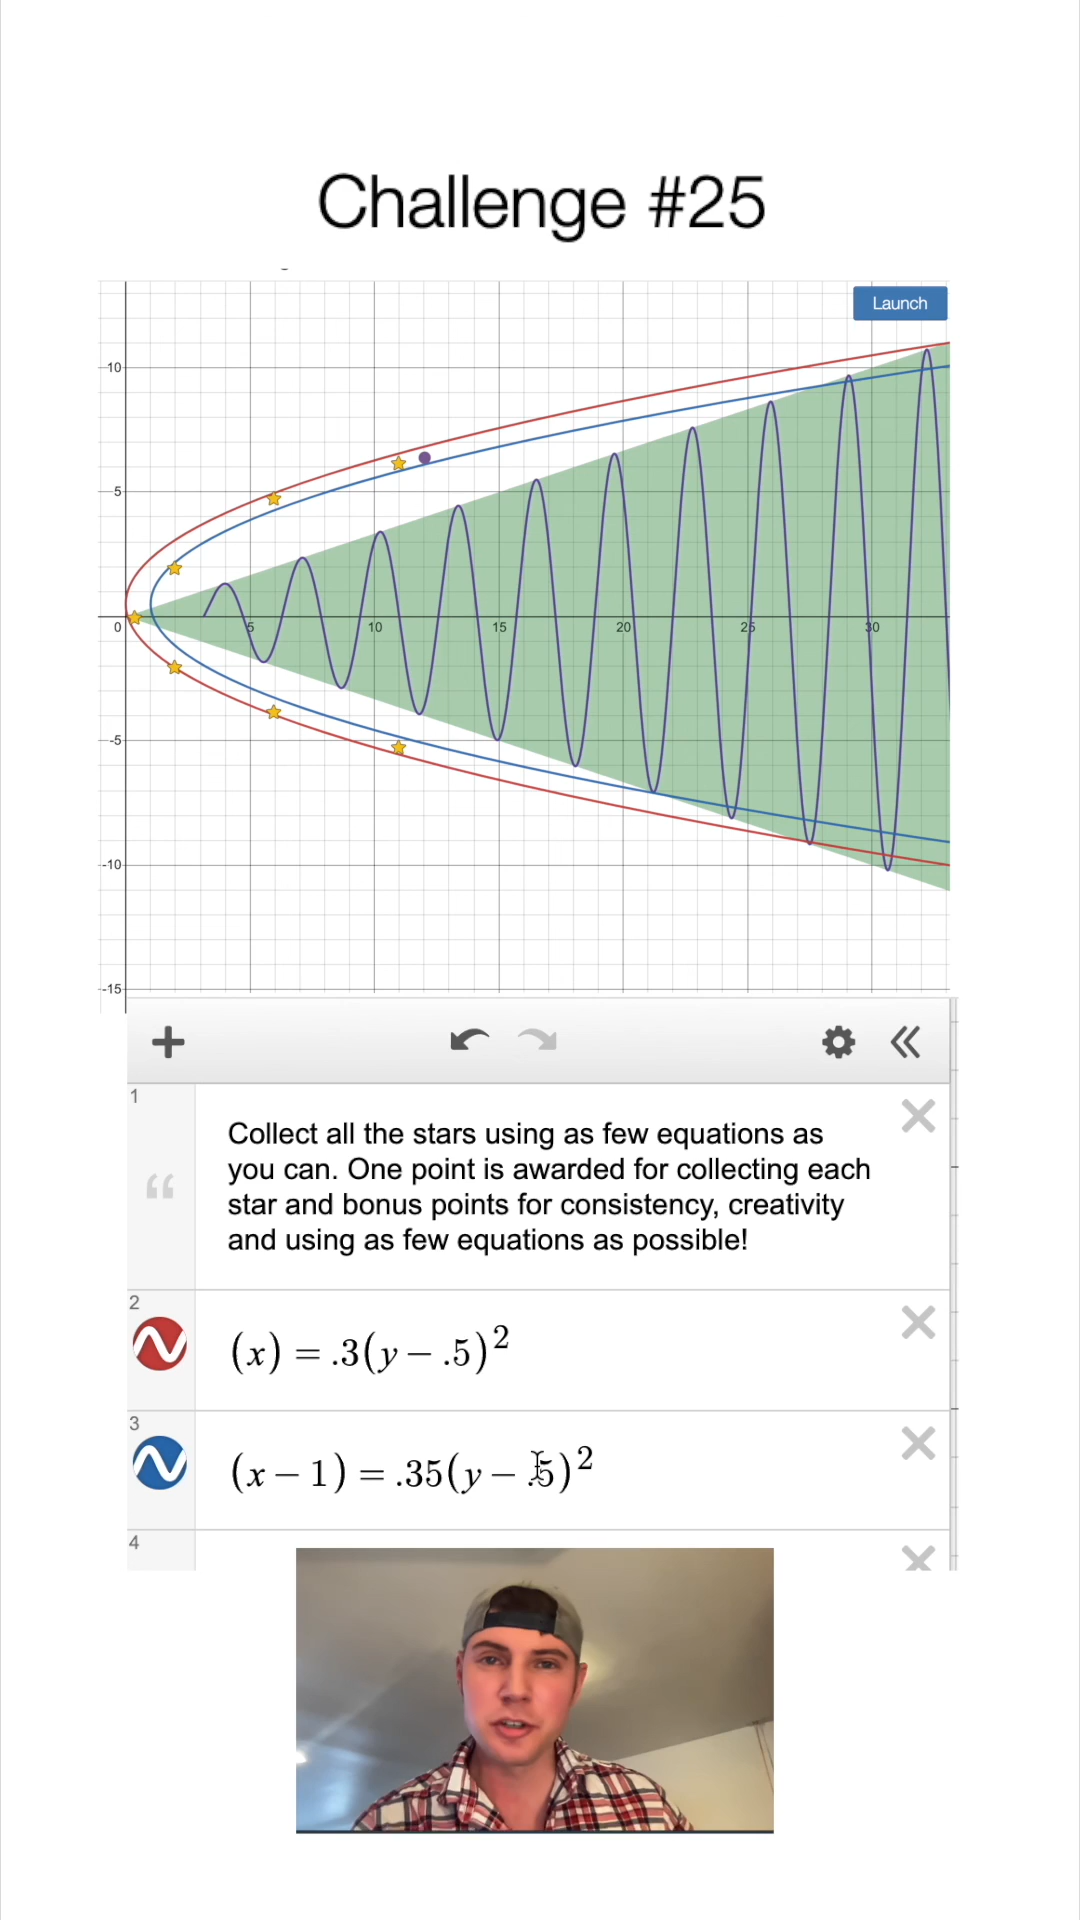 Challenge #25
Launch
10
5
0 5 10 15 20 25 30
-5
-10
-15
1
Collect all the stars using as few equations as
you can. One point is awarded for collecting each
star and bonus points for consistency, creativity
and using as few equations as possible!
2
(x) = .3(y − .5)²
3
(x − 1) = .35(y − .5)²
4